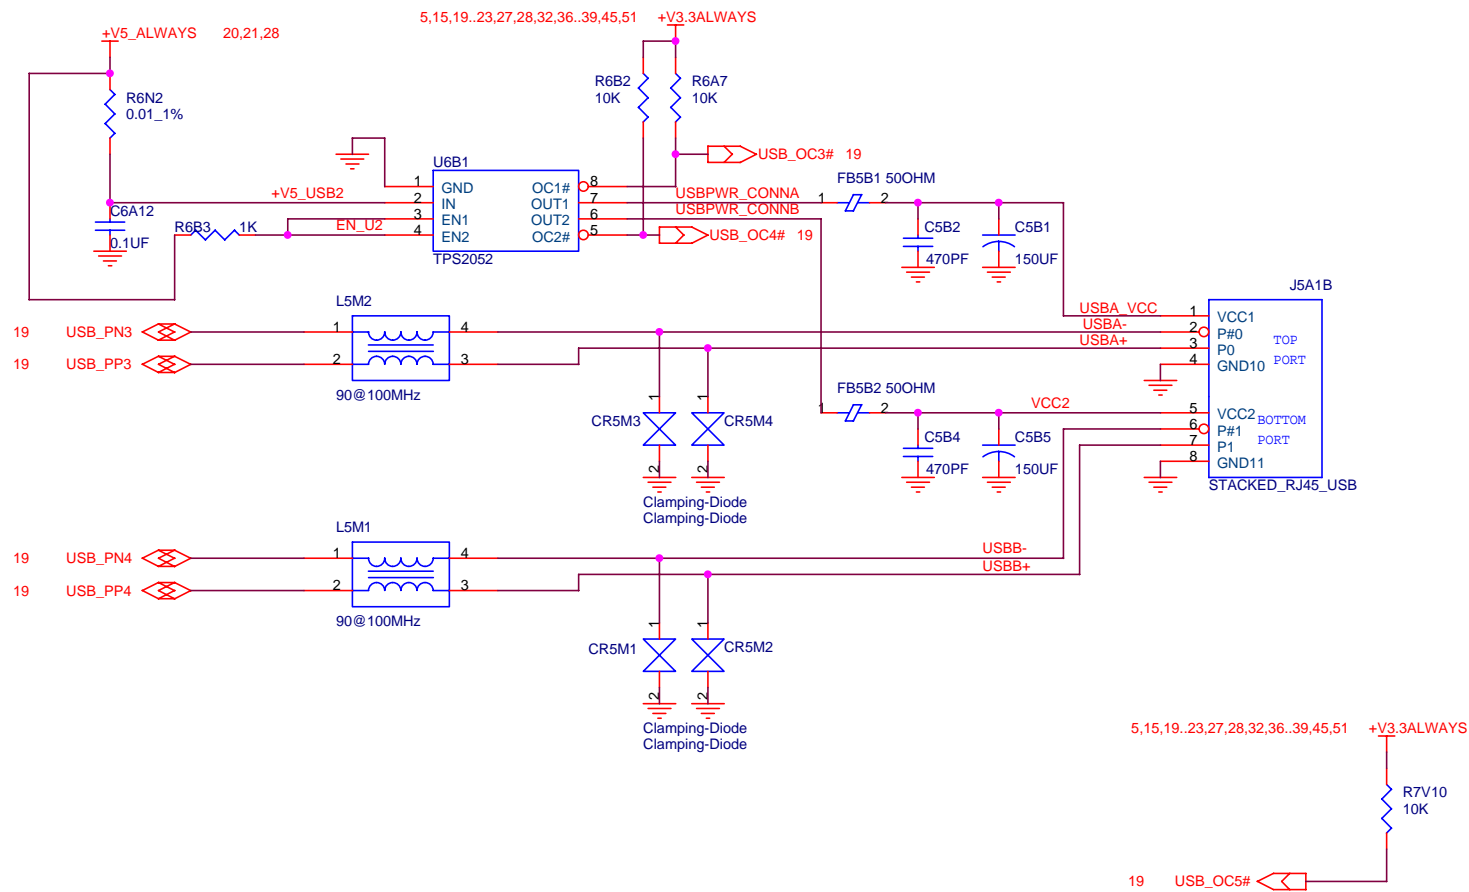 5,15,19..23,27,28,32,36..39,45,51 +V3.3ALWAYS
+V5_ALWAYS 20,21,28
R6N2
0.01_1%
R6B2
10K
R6A7
10K
USB_OC3# 19
U6B1
1 GND OC1# 8
2 IN OUT1 7
3 EN1 OUT2 6
4 EN2 OC2# 5
TPS2052
+V5_USB2
C6A12
0.1UF
R6B3 1K
EN_U2
USBPWR_CONNA
USBPWR_CONNB
USB_OC4# 19
FB5B1 50OHM
1 2
C5B2
470PF
C5B1
150UF
J5A1B
USBA_VCC 1 VCC1
USBA- 2 P#0
USBA+ 3 P0
4 GND10
TOP
PORT
5 VCC2
6 P#1
7 P1
8 GND11
BOTTOM
PORT
STACKED_RJ45_USB
L5M2
19 USB_PN3 1 4
19 USB_PP3 2 3
90@100MHz
FB5B2 50OHM
1 2
VCC2
C5B4
470PF
C5B5
150UF
1 1
CR5M3 CR5M4
2 2
Clamping-Diode
Clamping-Diode
L5M1
19 USB_PN4 1 4
19 USB_PP4 2 3
90@100MHz
USBB-
USBB+
1 1
CR5M1 CR5M2
2 2
Clamping-Diode
Clamping-Diode
5,15,19..23,27,28,32,36..39,45,51 +V3.3ALWAYS
R7V10
10K
19 USB_OC5#